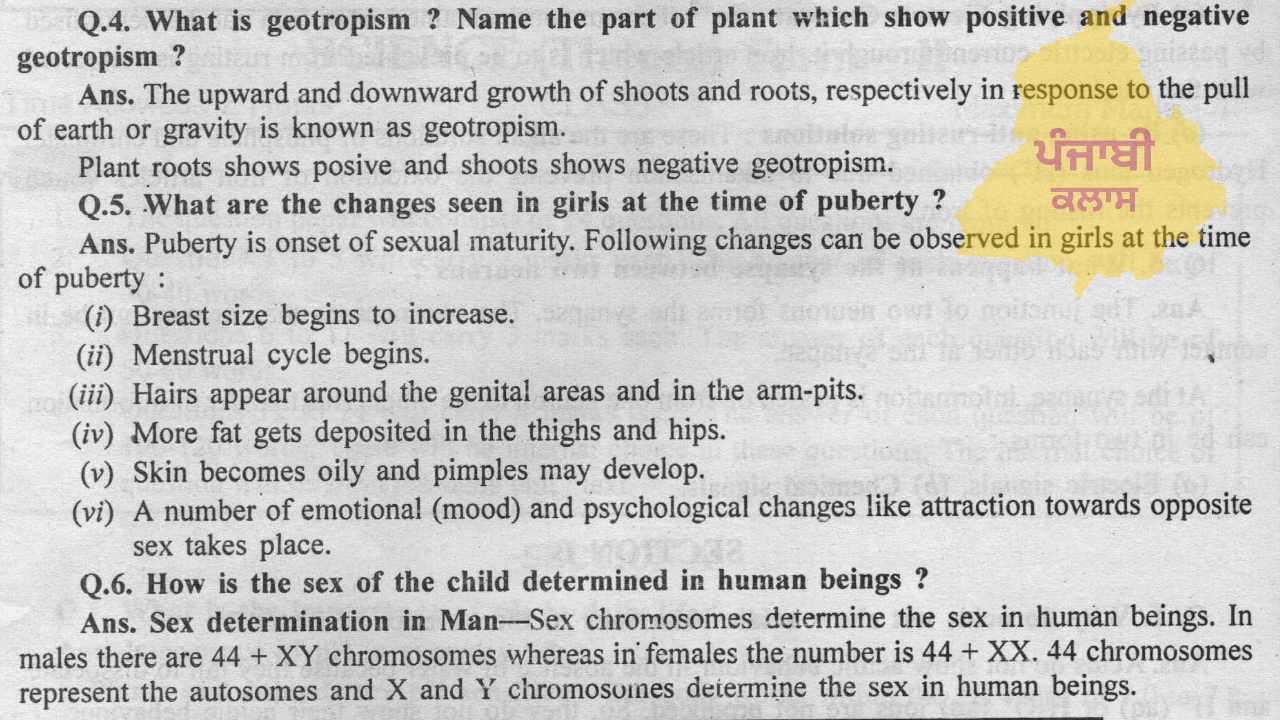 Q.4. What is geotropism ? Name the part of plant which show positive and negative
geotropism ?
Ans. The upward and downward growth of shoots and roots, respectively in response to the pull
of earth or gravity is known as geotropism.
Plant roots shows posive and shoots shows negative geotropism.
ਪੰਜਾਬੀ
ਕਲਾਸ
Q.5. What are the changes seen in girls at the time of puberty ?
Ans. Puberty is onset of sexual maturity. Following changes can be observed in girls at the time
of puberty :
(i) Breast size begins to increase.
(ii) Menstrual cycle begins.
(iii) Hairs appear around the genital areas and in the arm-pits.
(iv) More fat gets deposited in the thighs and hips.
(v) Skin becomes oily and pimples may develop.
(vi) A number of emotional (mood) and psychological changes like attraction towards opposite
sex takes place.
Q.6. How is the sex of the child determined in human beings ?
Ans. Sex determination in Man—Sex chromosomes determine the sex in human beings. In
males there are 44 + XY chromosomes whereas in females the number is 44 + XX. 44 chromosomes
represent the autosomes and X and Y chromosomes determine the sex in human beings.